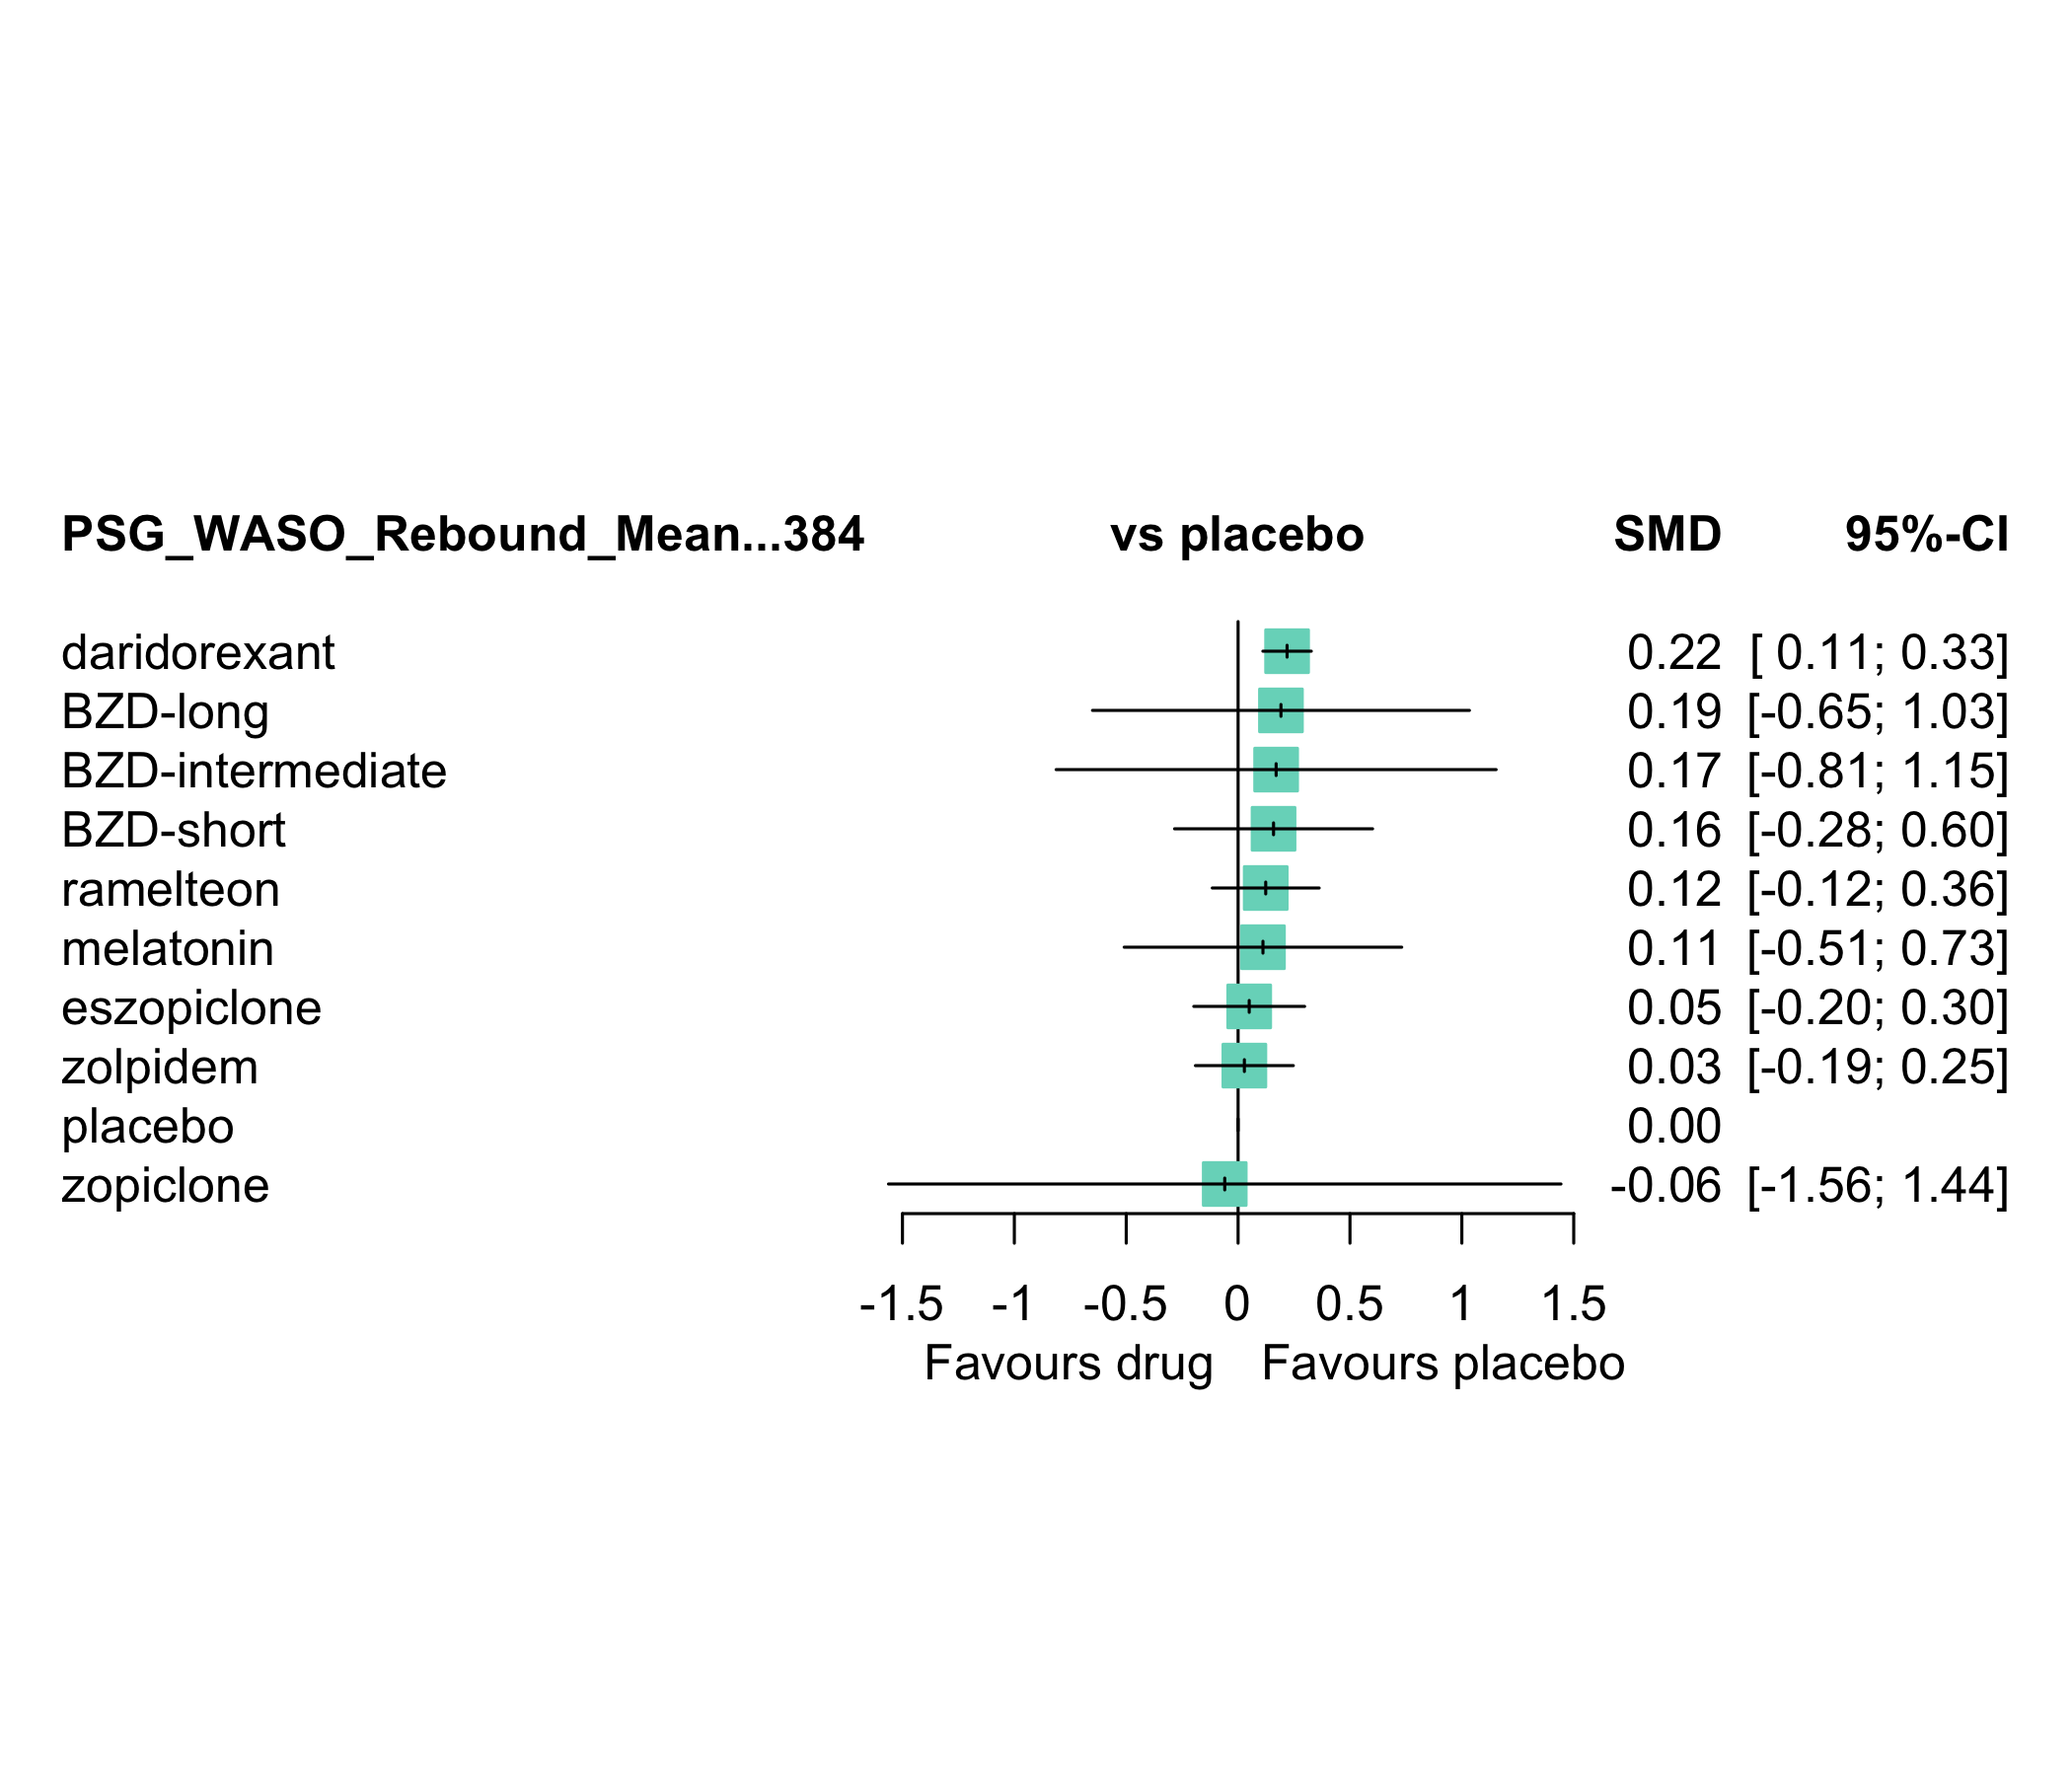 PSG_WASO_Rebound_Mean...384 vs placebo SMD 95%-CI
daridorexant 0.22 [ 0.11; 0.33]
BZD-long 0.19 [-0.65; 1.03]
BZD-intermediate 0.17 [-0.81; 1.15]
BZD-short 0.16 [-0.28; 0.60]
ramelteon 0.12 [-0.12; 0.36]
melatonin 0.11 [-0.51; 0.73]
eszopiclone 0.05 [-0.20; 0.30]
zolpidem 0.03 [-0.19; 0.25]
placebo 0.00
zopiclone -0.06 [-1.56; 1.44]
-1.5 -1 -0.5 0 0.5 1 1.5
Favours drug Favours placebo